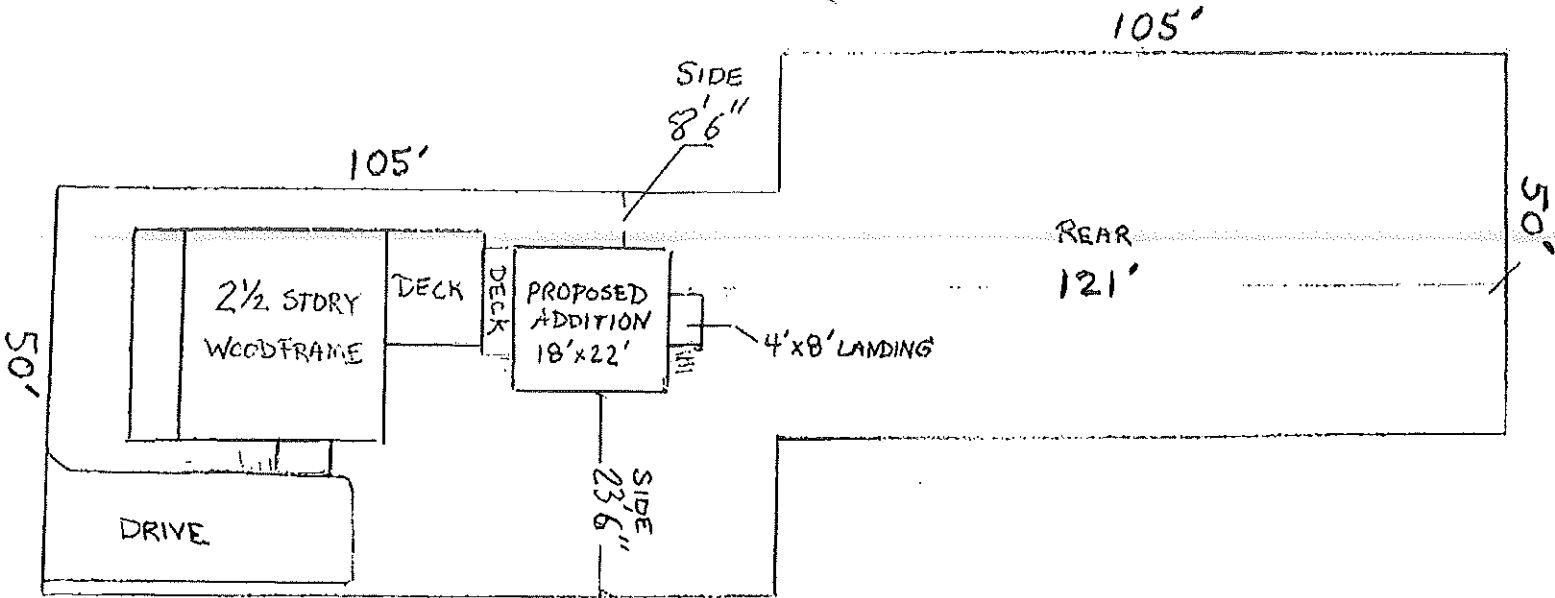 105'
SIDE
8'6"
105'
50'
REAR
121'
2½ STORY
WOODFRAME
DECK
DECK
PROPOSED
ADDITION
18'x22'
4'x8' LANDING
50'
SIDE
23'6"
DRIVE